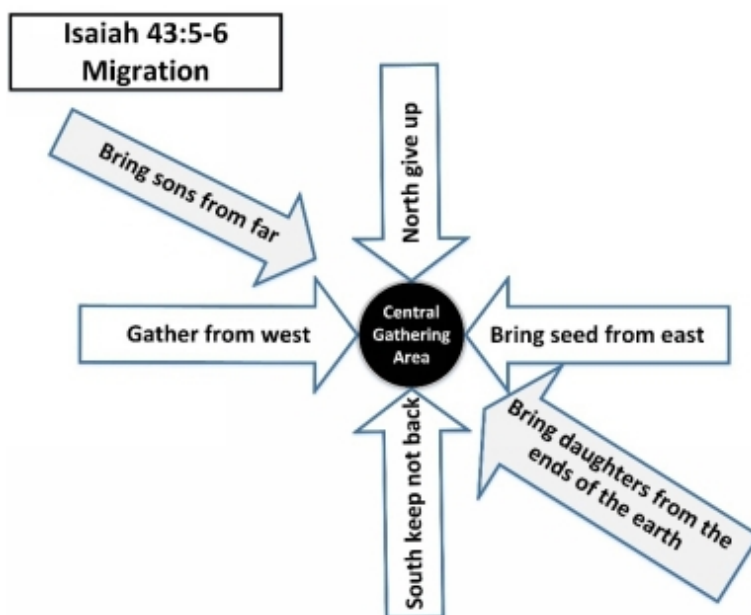 Isaiah 43:5-6
Migration
Bring sons from far
North give up
Gather from west
Central
Gathering
Area
Bring seed from east
South keep not back
Bring daughters from the
ends of the earth